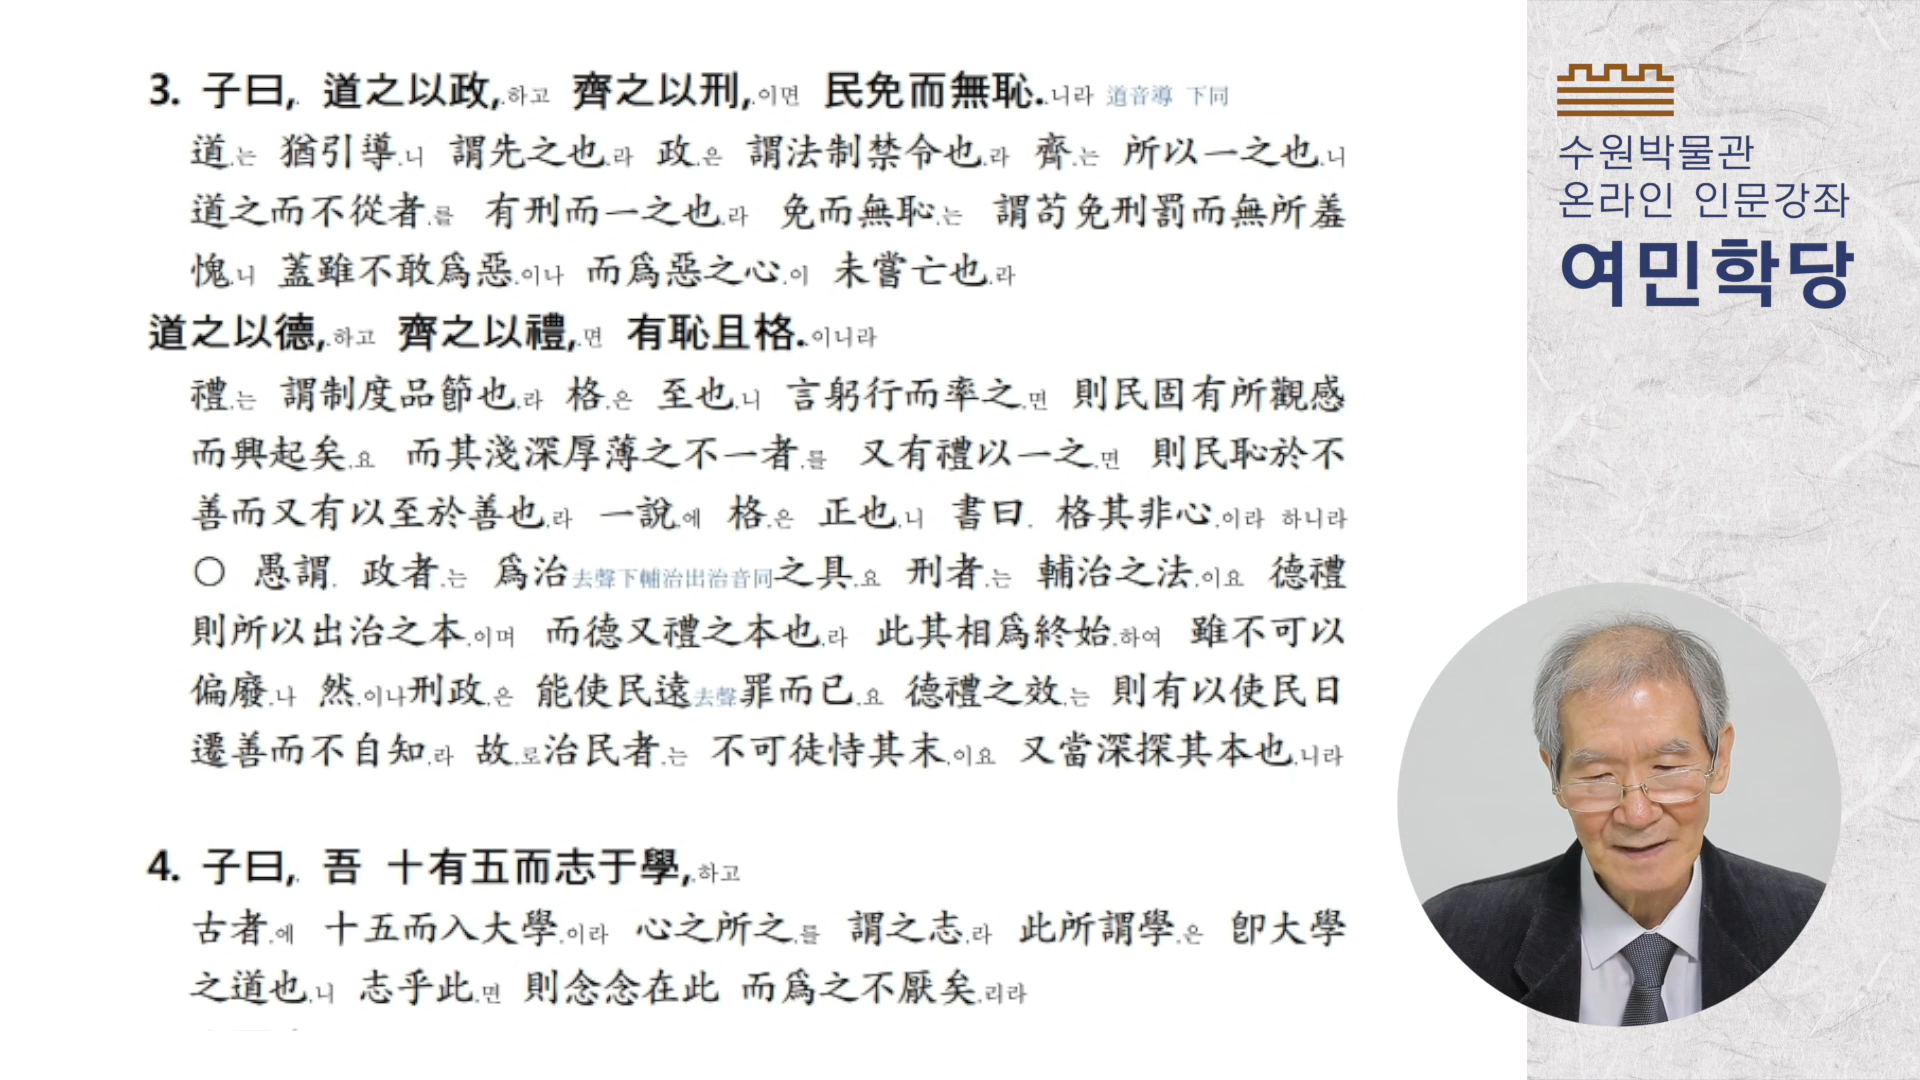 3. 子曰, 道之以政,하고 齊之以刑,이면 民免而無恥.니라 道音導 下同
道는 猶引導니 謂先之也라 政은 謂法制禁令也라 齊는 所以一之也니
道之而不從者를 有刑而一之也라 免而無恥는 謂苟免刑罰而無所羞
愧니 蓋雖不敢爲惡이나 而爲惡之心이 未嘗亡也라
道之以德,하고 齊之以禮,면 有恥且格.이니라
禮는 謂制度品節也라 格은 至也니 言躬行而率之면 則民固有所觀感
而興起矣요 而其淺深厚薄之不一者를 又有禮以一之면 則民恥於不
善而又有以至於善也라 一說에 格은 正也니 書曰 格其非心이라 하니라
○ 愚謂 政者는 爲治去聲下輔治出治音同之具요 刑者는 輔治之法이요 德禮
則所以出治之本이며 而德又禮之本也라 此其相爲終始하여 雖不可以
偏廢나 然이나刑政은 能使民遠去聲罪而已요 德禮之效는 則有以使民日
遷善而不自知라 故로治民者는 不可徒恃其末이요 又當深探其本也니라
4. 子曰, 吾 十有五而志于學,하고
古者에 十五而入大學이라 心之所之를 謂之志라 此所謂學은 卽大學
之道也니 志乎此면 則念念在此 而爲之不厭矣리라
수원박물관
온라인 인문강좌
여민학당